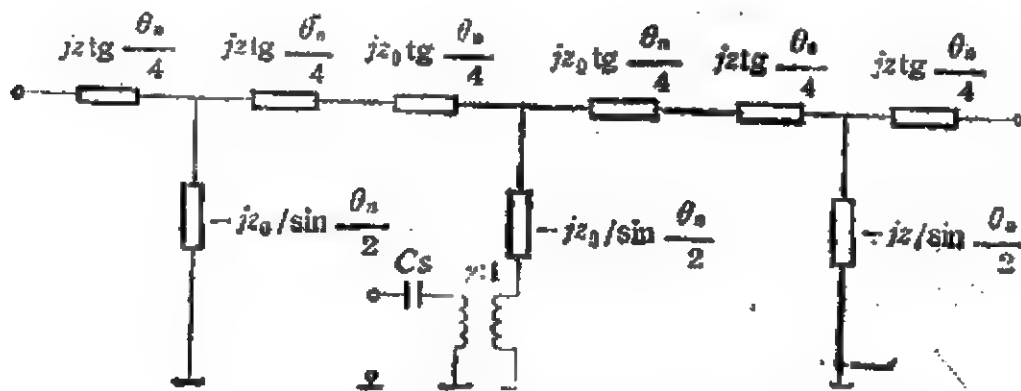 jz tg θn/4 jz tg θn/4 jz₀ tg θn/4 jz₀ tg θn/4 jz tg θn/4 jz tg θn/4
-jz₀/sin θn/2 -jz₀/sin θn/2 -jz/sin θn/2
Cs